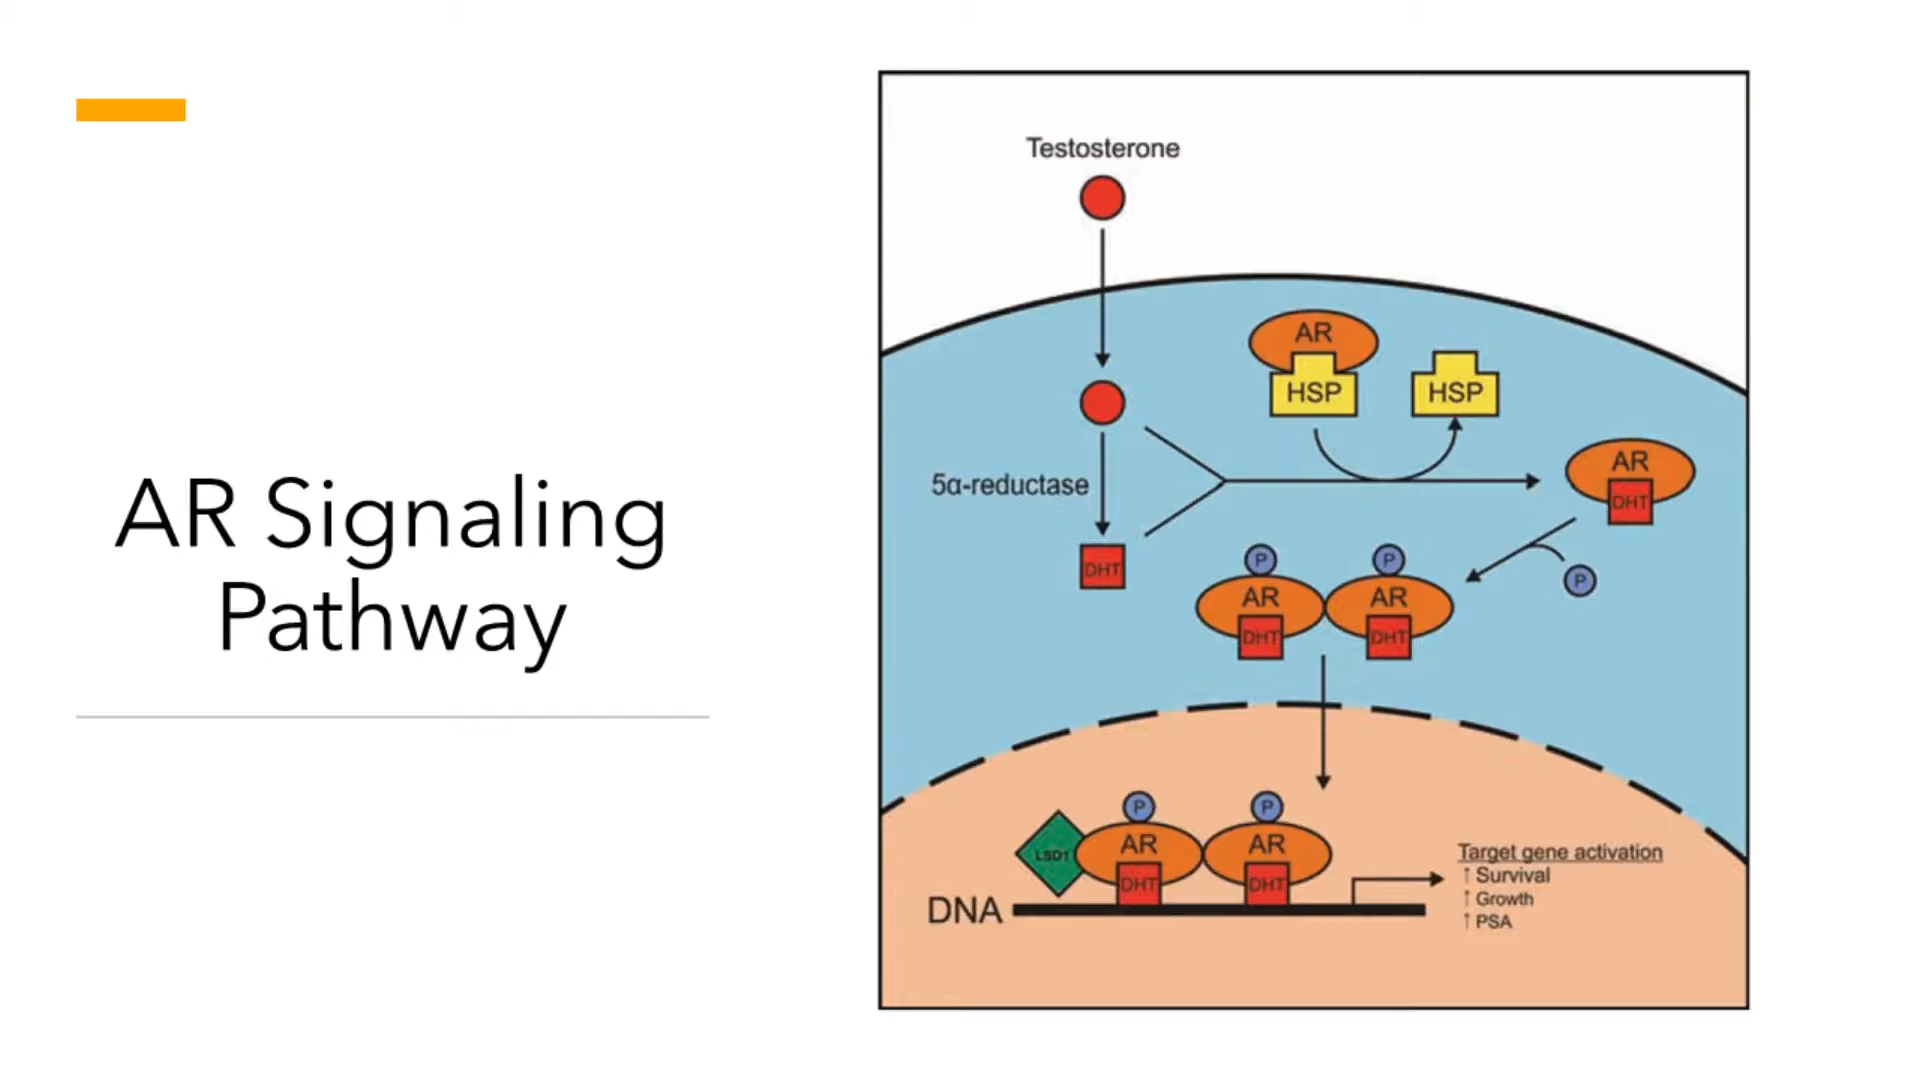 AR Signaling
Pathway
Testosterone
AR
HSP
HSP
5α-reductase
AR
DHT
DHT
P
P
P
AR
AR
DHT
DHT
P
P
LSD1
AR
AR
DHT
DHT
DNA
Target gene activation
↑ Survival
↑ Growth
↑ PSA